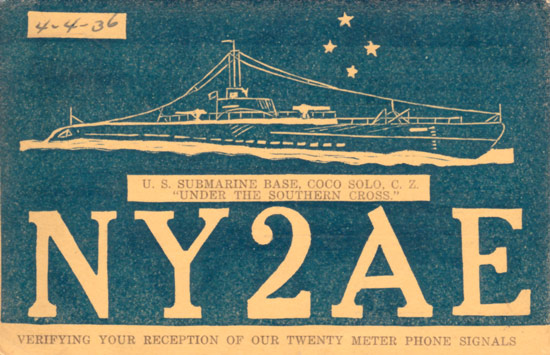 4-4-36
U. S. SUBMARINE BASE, COCO SOLO, C. Z.
"UNDER THE SOUTHERN CROSS."
NY2AE
VERIFYING YOUR RECEPTION OF OUR TWENTY METER PHONE SIGNALS